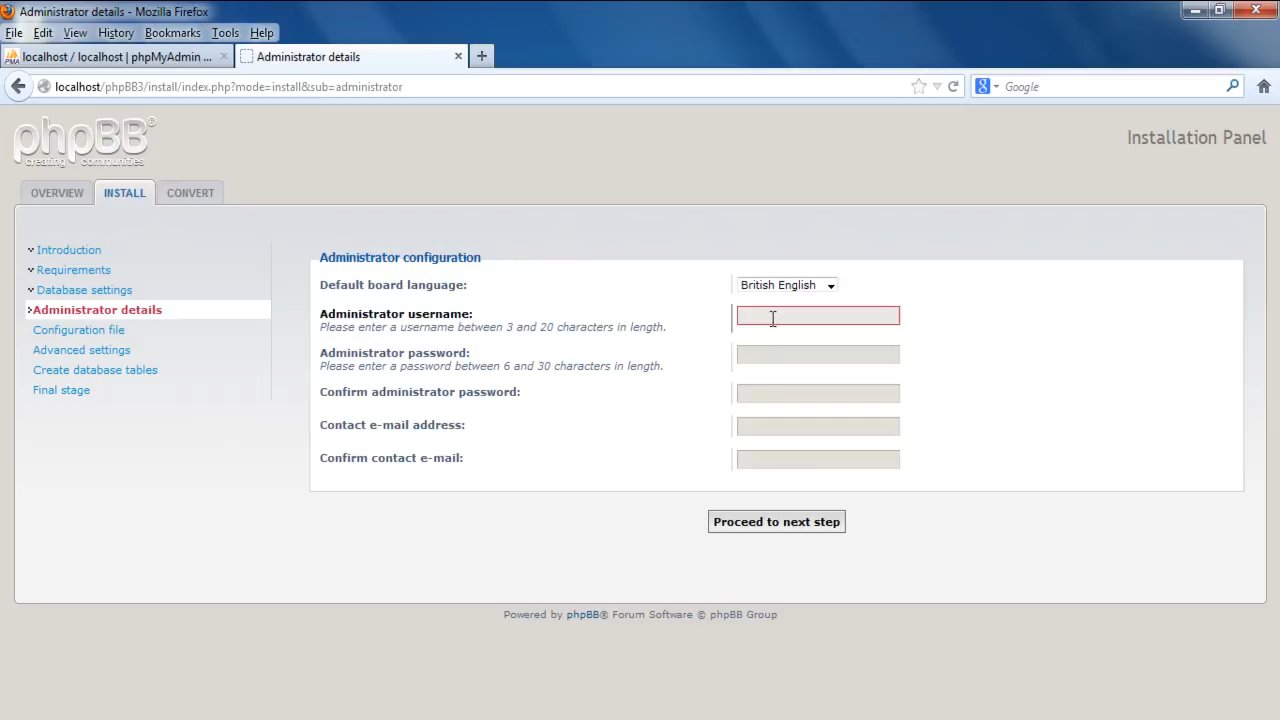 Administrator details - Mozilla Firefox
File Edit View History Bookmarks Tools Help
PMA localhost / localhost | phpMyAdmin ... Administrator details
localhost/phpBB3/install/index.php?mode=install&sub=administrator Google
phpBB®
creating communities
Installation Panel
OVERVIEW INSTALL CONVERT
Introduction
Requirements
Database settings
Administrator details
Configuration file
Advanced settings
Create database tables
Final stage
Administrator configuration
Default board language: British English
Administrator username:
Please enter a username between 3 and 20 characters in length.
Administrator password:
Please enter a password between 6 and 30 characters in length.
Confirm administrator password:
Contact e-mail address:
Confirm contact e-mail:
Proceed to next step
Powered by phpBB® Forum Software © phpBB Group